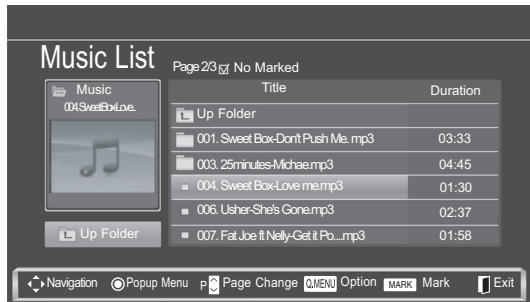 Music List
Page 2/3 No Marked
Music
004.SweetBox-Love..
Title
Duration
Up Folder
001. Sweet Box-Don't Push Me. mp3 03:33
003. 25minutes-Michae.mp3 04:45
004. Sweet Box-Love me.mp3 01:30
006. Usher-She's Gone.mp3 02:37
007. Fat Joe ft Nelly-Get it Po....mp3 01:58
Up Folder
Navigation Popup Menu P Page Change Q.MENU Option MARK Mark Exit